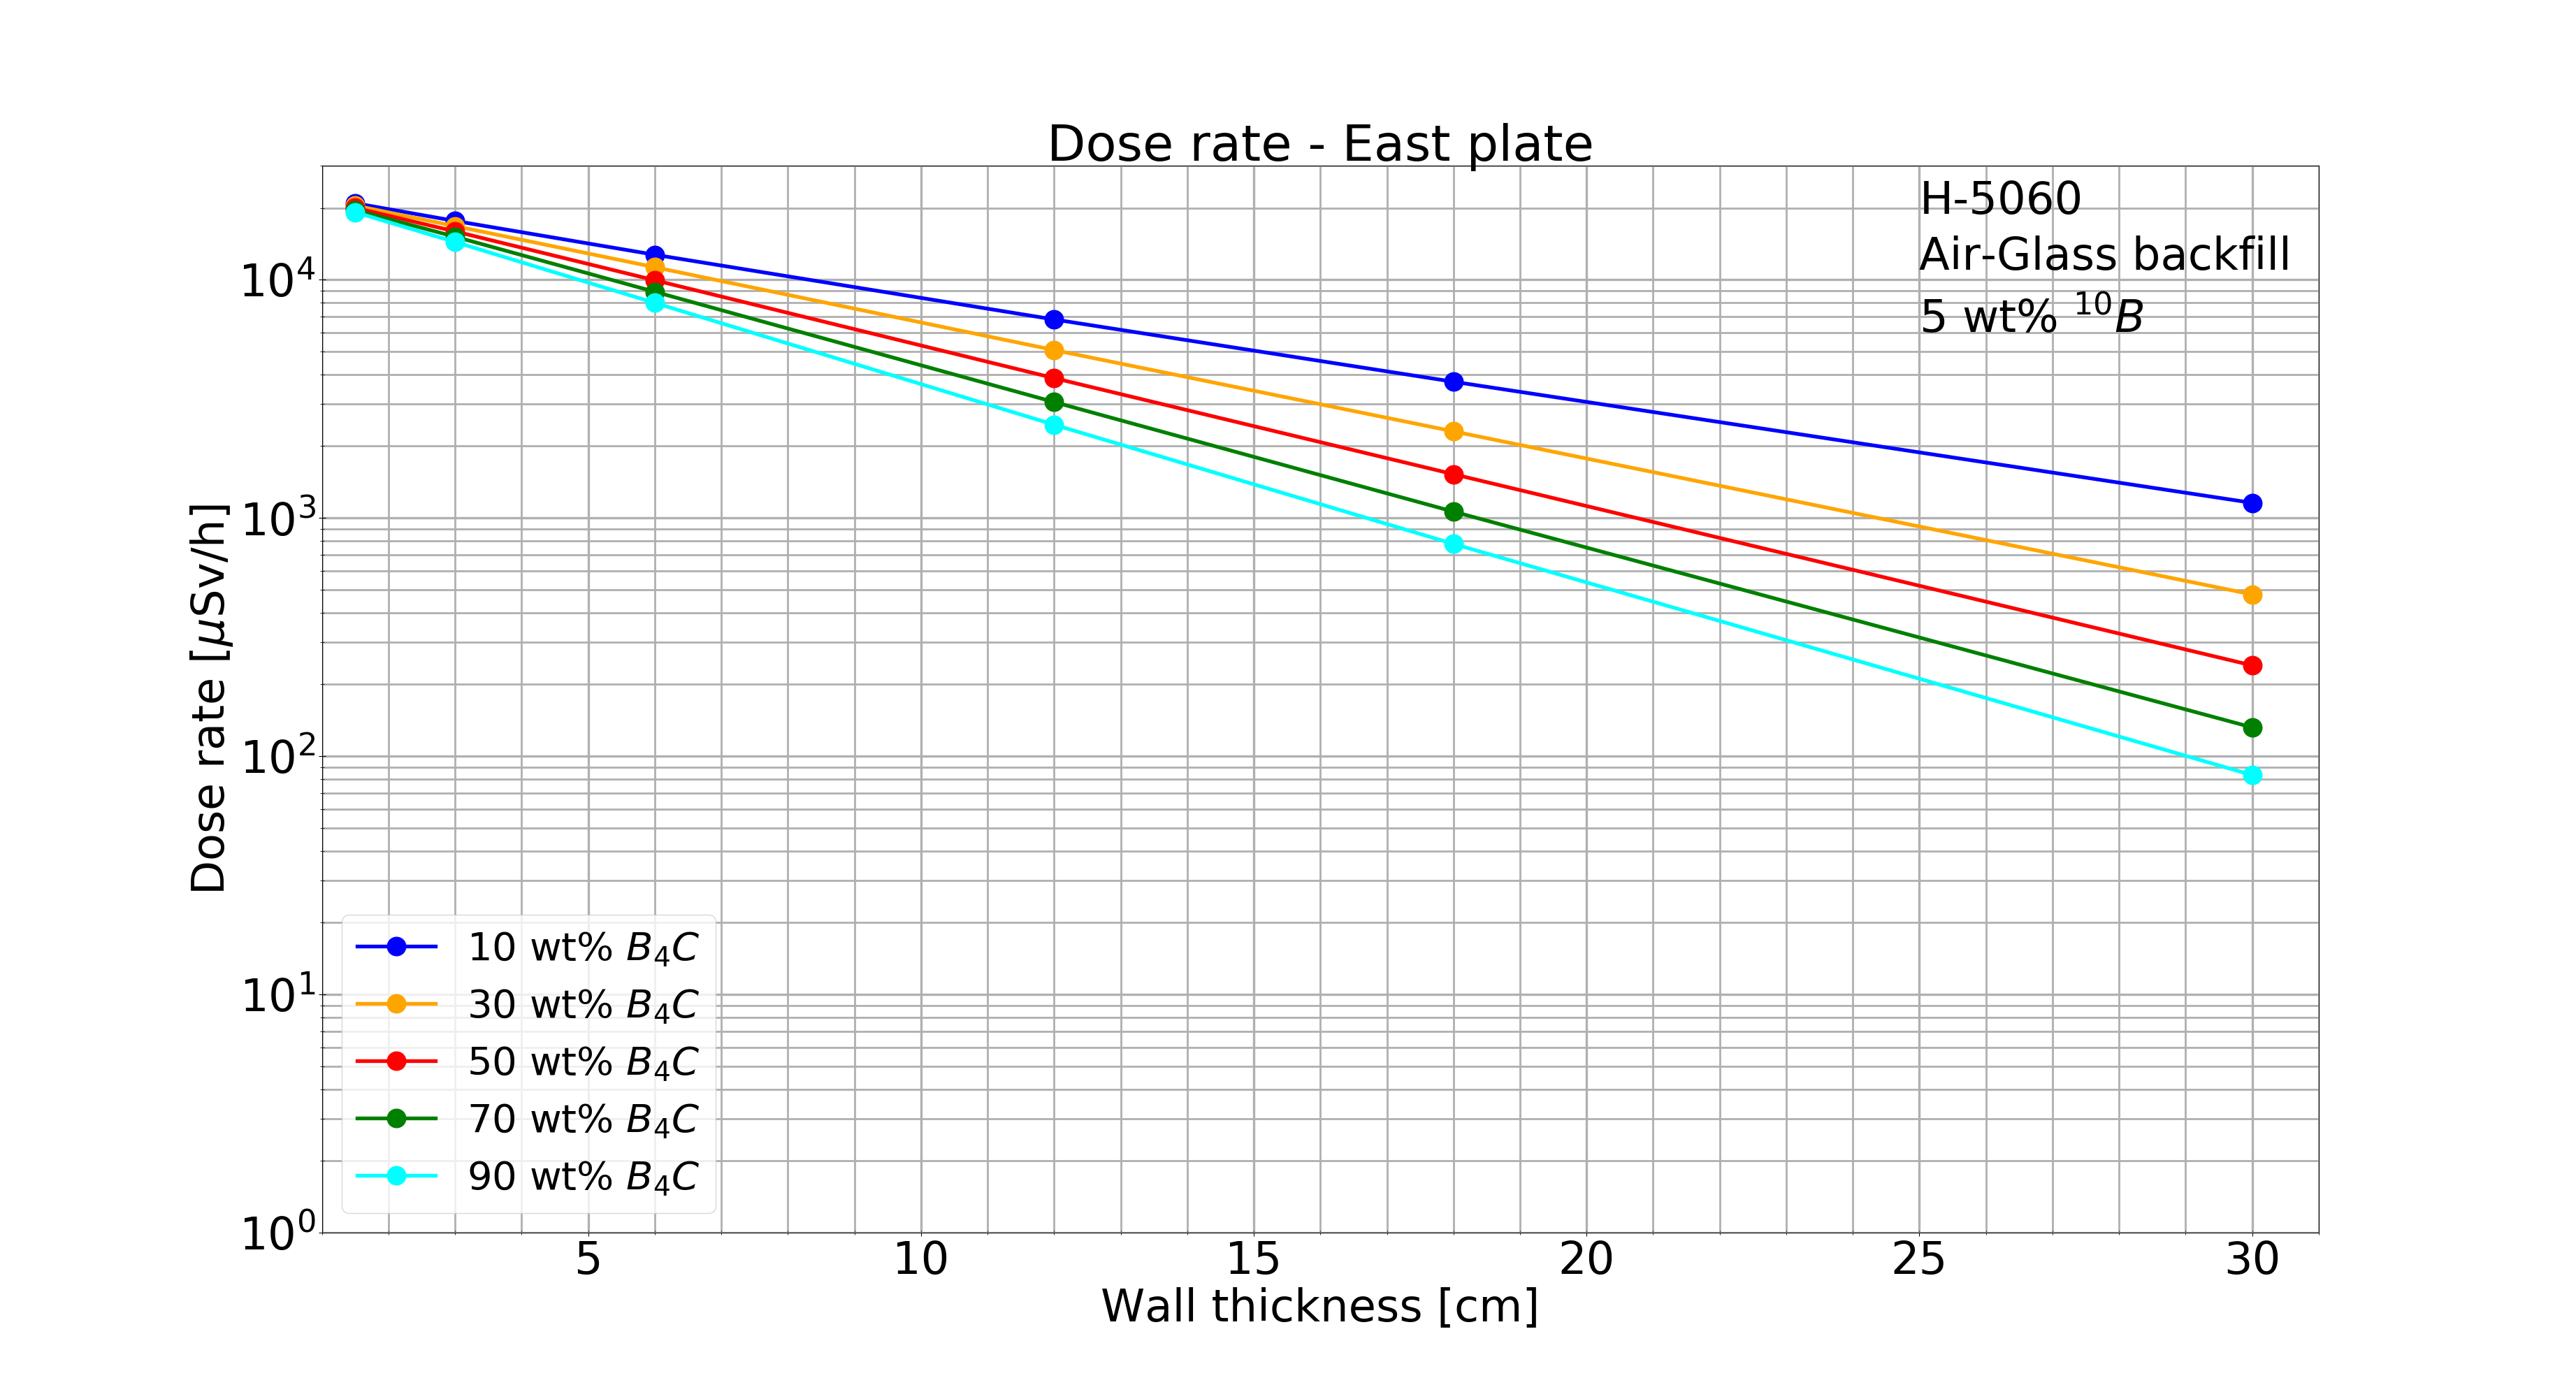 Dose rate - East plate
H-5060
Air-Glass backfill
5 wt% ¹⁰B
Dose rate [μSv/h]
10⁴
10³
10²
10¹
10⁰
10 wt% B₄C
30 wt% B₄C
50 wt% B₄C
70 wt% B₄C
90 wt% B₄C
5 10 15 20 25 30
Wall thickness [cm]